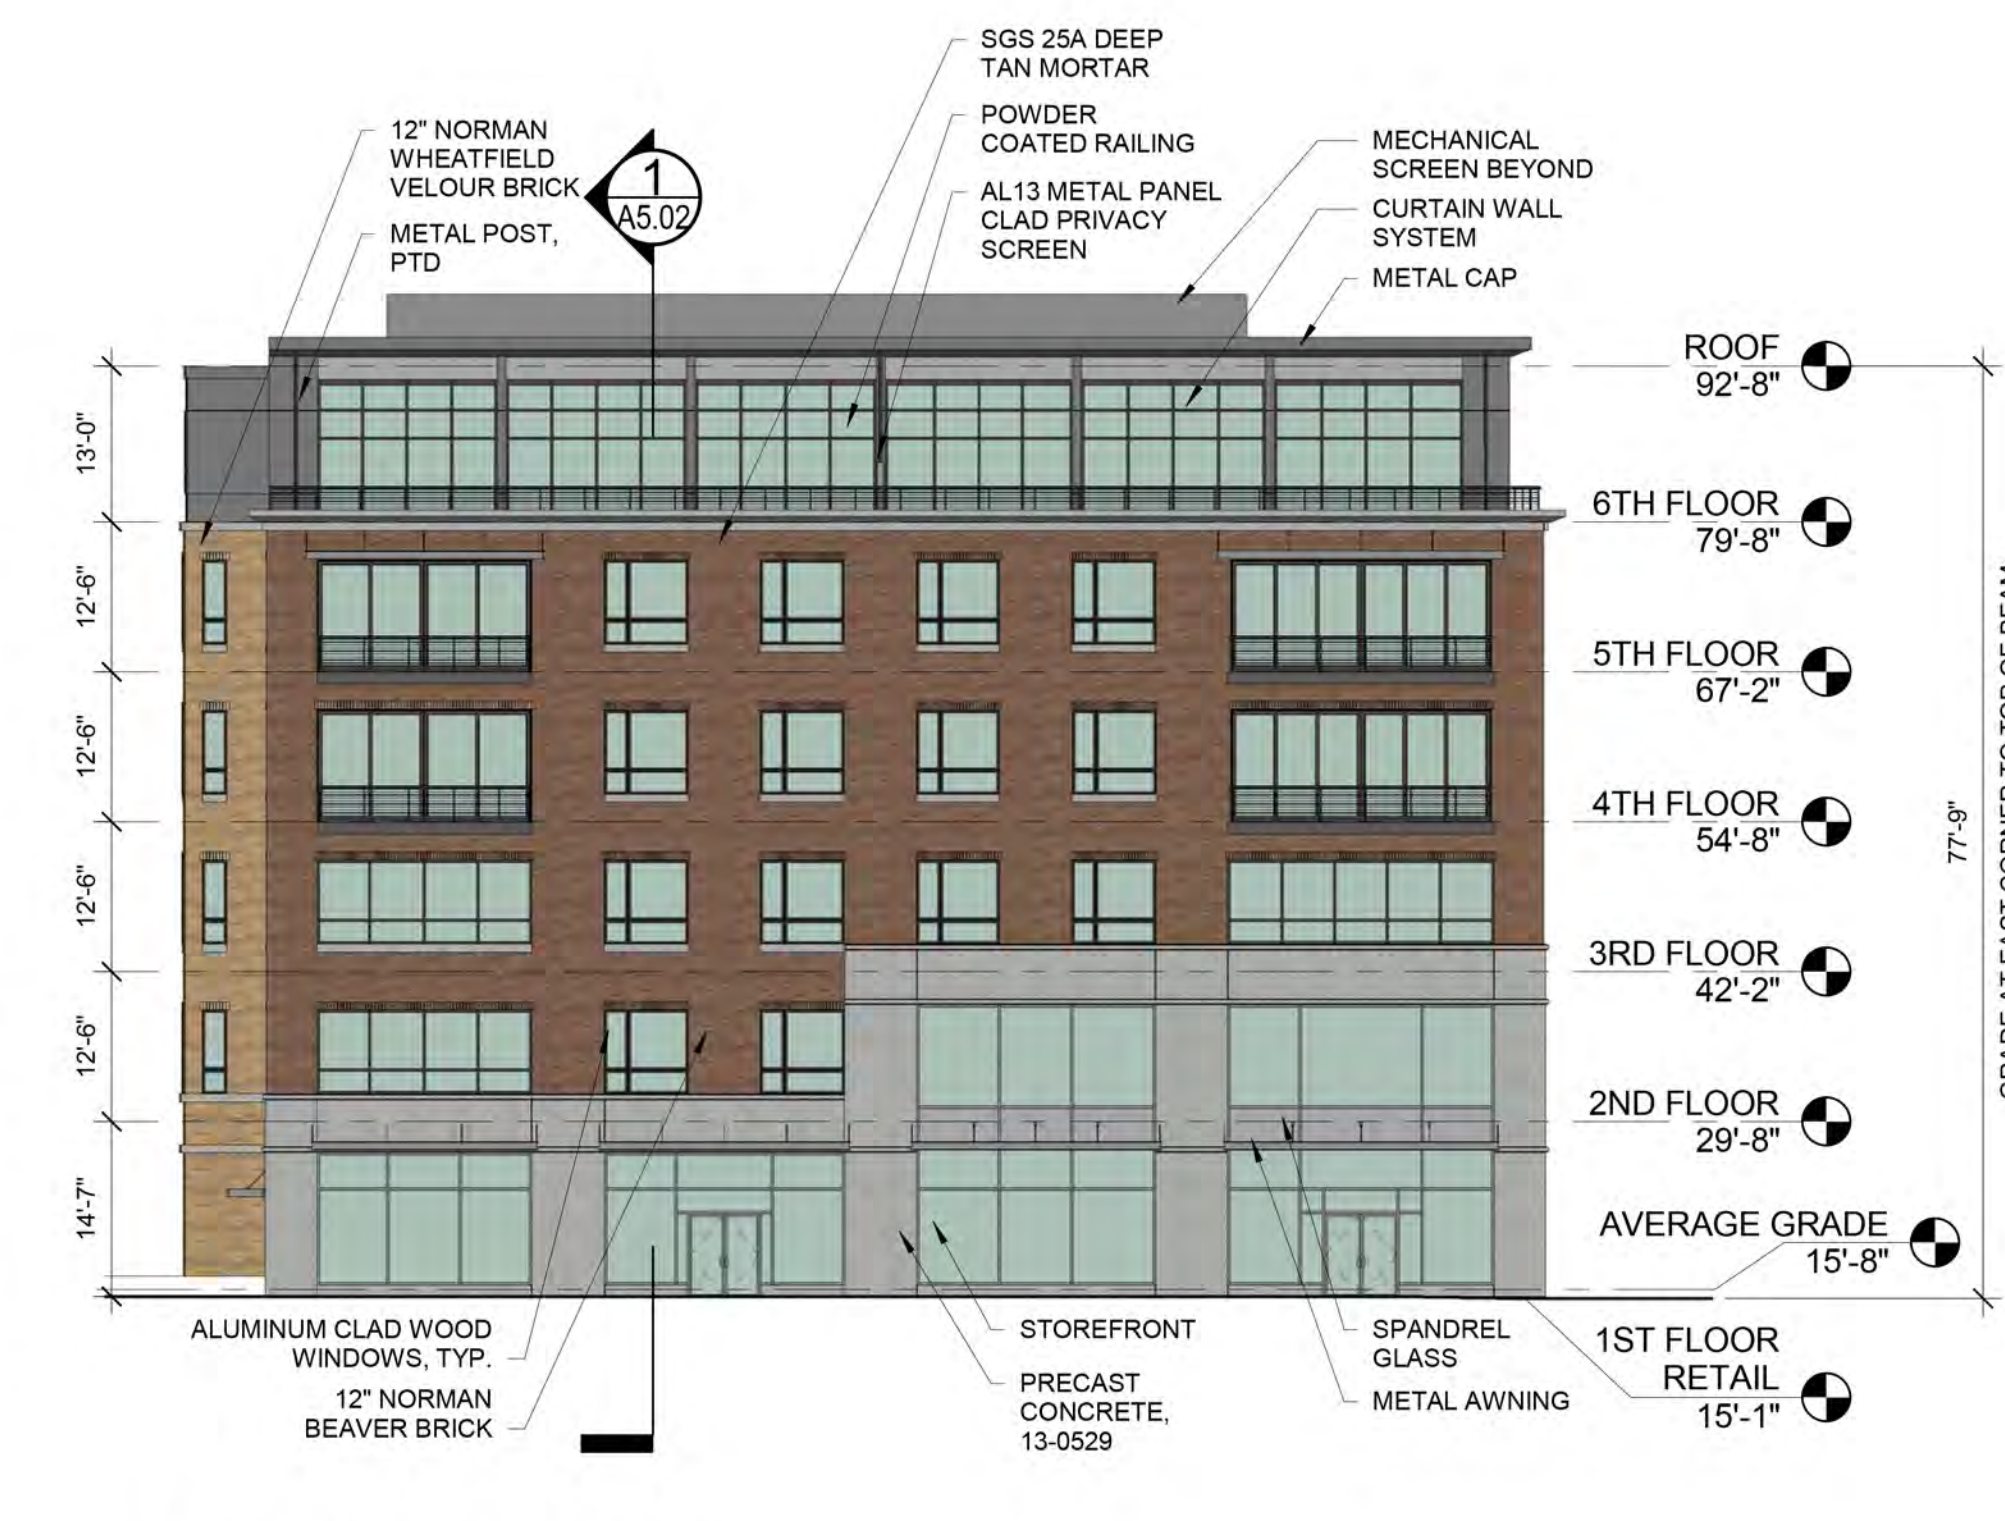 SGS 25A DEEP
TAN MORTAR
POWDER
COATED RAILING
AL13 METAL PANEL
CLAD PRIVACY
SCREEN
12" NORMAN
WHEATFIELD
VELOUR BRICK
METAL POST,
PTD
1
A5.02
MECHANICAL
SCREEN BEYOND
CURTAIN WALL
SYSTEM
METAL CAP
ROOF
92'-8"
6TH FLOOR
79'-8"
5TH FLOOR
67'-2"
4TH FLOOR
54'-8"
3RD FLOOR
42'-2"
2ND FLOOR
29'-8"
AVERAGE GRADE
15'-8"
1ST FLOOR
RETAIL
15'-1"
13'-0"
12'-6"
12'-6"
12'-6"
12'-6"
14'-7"
77'-9"
ALUMINUM CLAD WOOD
WINDOWS, TYP.
12" NORMAN
BEAVER BRICK
STOREFRONT
PRECAST
CONCRETE,
13-0529
SPANDREL
GLASS
METAL AWNING